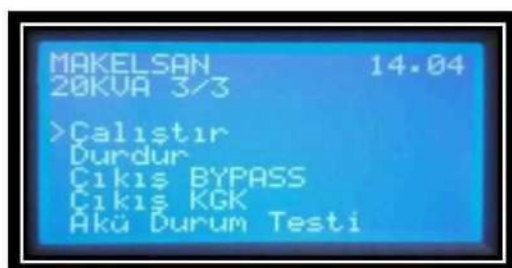 MAKELSAN 14.04
20KVA 3/3
>Çalıştır
Durdur
Çıkış BYPASS
Çıkış KGK
Akü Durum Testi